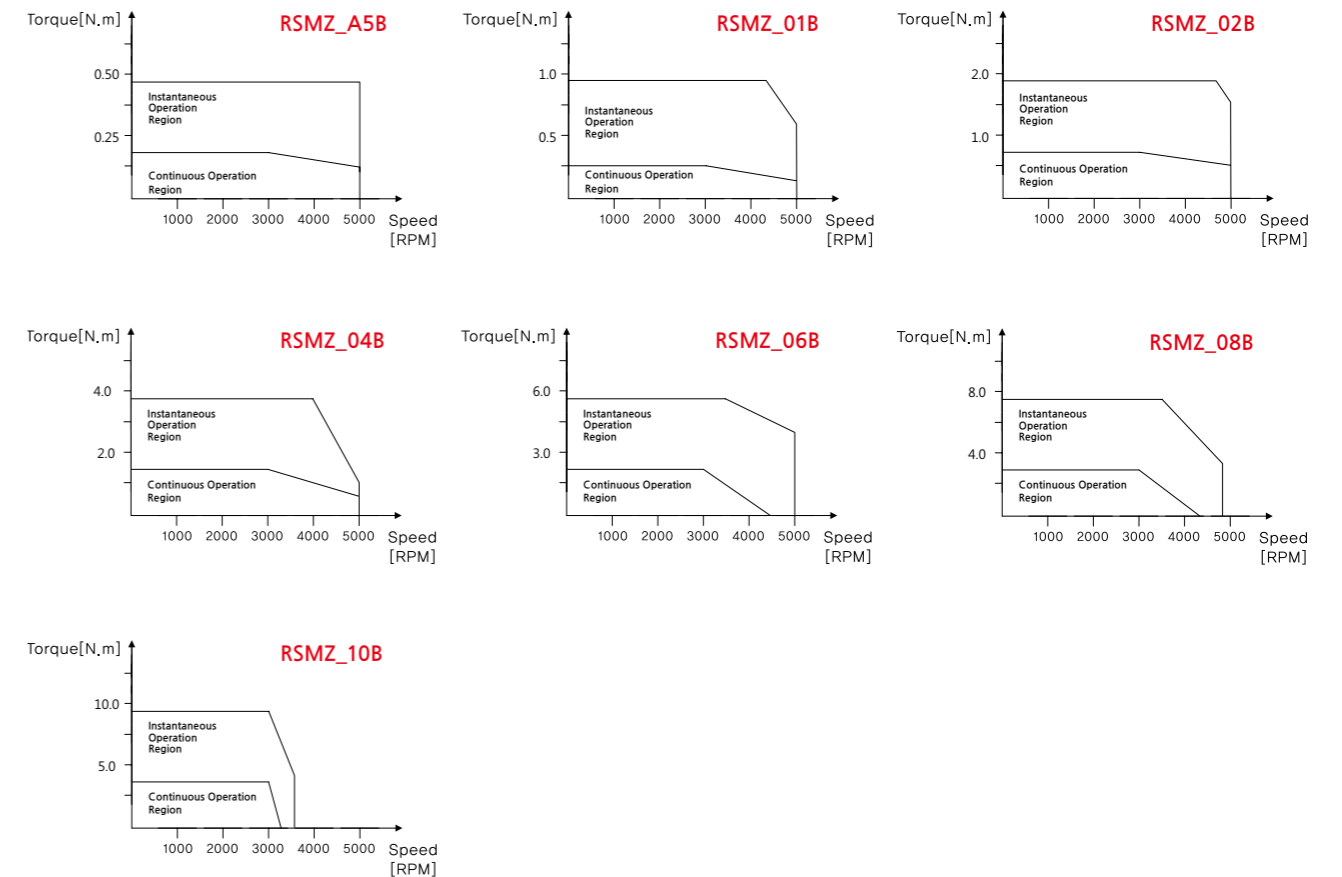 Torque[N.m]
RSMZ_A5B
0.50
0.25
Instantaneous
Operation
Region
Continuous Operation
Region
1000 2000 3000 4000 5000 Speed
[RPM]
Torque[N.m]
RSMZ_01B
1.0
0.5
Instantaneous
Operation
Region
Continuous Operation
Region
1000 2000 3000 4000 5000 Speed
[RPM]
Torque[N.m]
RSMZ_02B
2.0
1.0
Instantaneous
Operation
Region
Continuous Operation
Region
1000 2000 3000 4000 5000 Speed
[RPM]
Torque[N.m]
RSMZ_04B
4.0
2.0
Instantaneous
Operation
Region
Continuous Operation
Region
1000 2000 3000 4000 5000 Speed
[RPM]
Torque[N.m]
RSMZ_06B
6.0
3.0
Instantaneous
Operation
Region
Continuous Operation
Region
1000 2000 3000 4000 5000 Speed
[RPM]
Torque[N.m]
RSMZ_08B
8.0
4.0
Instantaneous
Operation
Region
Continuous Operation
Region
1000 2000 3000 4000 5000 Speed
[RPM]
Torque[N.m]
RSMZ_10B
10.0
5.0
Instantaneous
Operation
Region
Continuous Operation
Region
1000 2000 3000 4000 5000 Speed
[RPM]